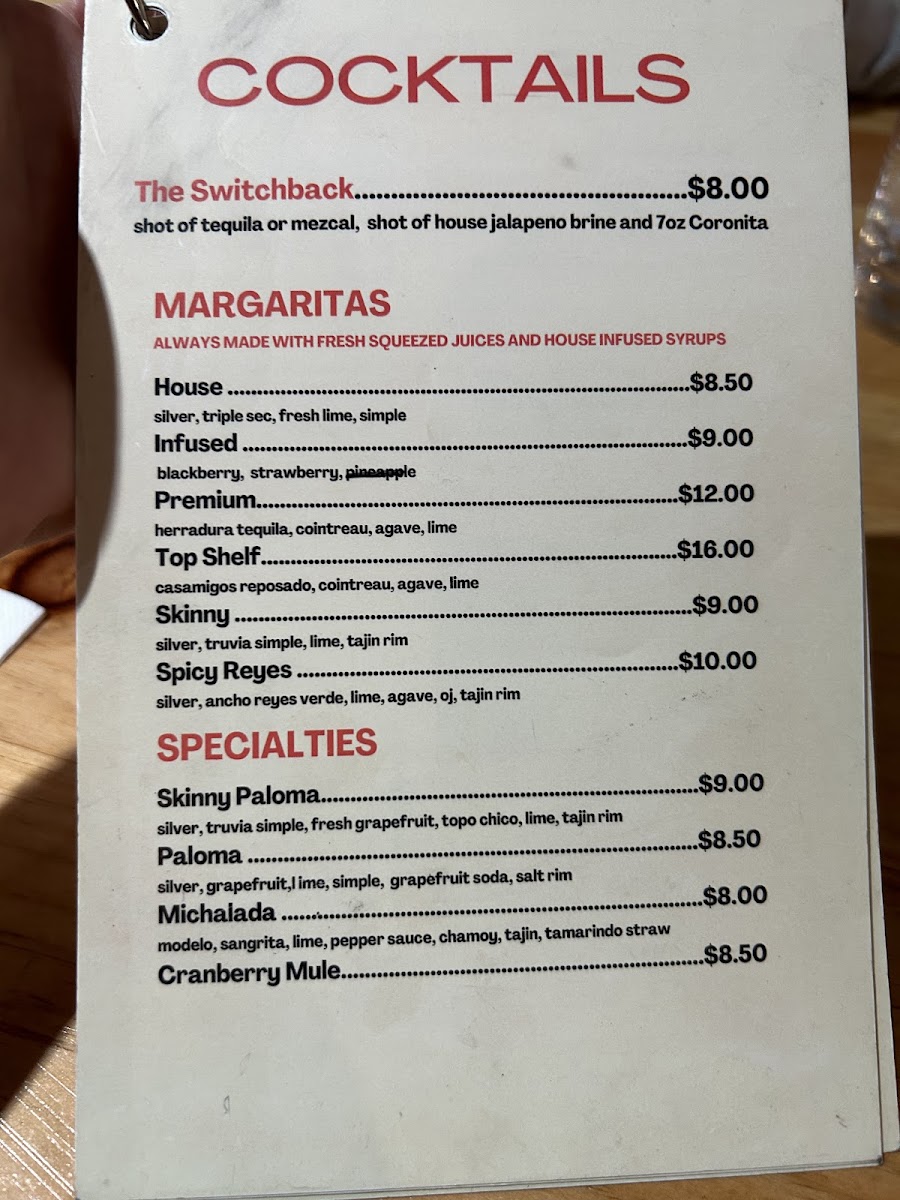 COCKTAILS
The Switchback.......................................$8.00
shot of tequila or mezcal, shot of house jalapeno brine and 7oz Coronita
MARGARITAS
ALWAYS MADE WITH FRESH SQUEEZED JUICES AND HOUSE INFUSED SYRUPS
House .......................................................$8.50
silver, triple sec, fresh lime, simple
Infused .....................................................$9.00
blackberry, strawberry, pineapple
Premium..................................................$12.00
herradura tequila, cointreau, agave, lime
Top Shelf.................................................$16.00
casamigos reposado, cointreau, agave, lime
Skinny ......................................................$9.00
silver, truvia simple, lime, tajin rim
Spicy Reyes .............................................$10.00
silver, ancho reyes verde, lime, agave, oj, tajin rim
SPECIALTIES
Skinny Paloma.............................................$9.00
silver, truvia simple, fresh grapefruit, topo chico, lime, tajin rim
Paloma .....................................................$8.50
silver, grapefruit,l ime, simple, grapefruit soda, salt rim
Michalada ..................................................$8.00
modelo, sangrita, lime, pepper sauce, chamoy, tajin, tamarindo straw
Cranberry Mule...........................................$8.50